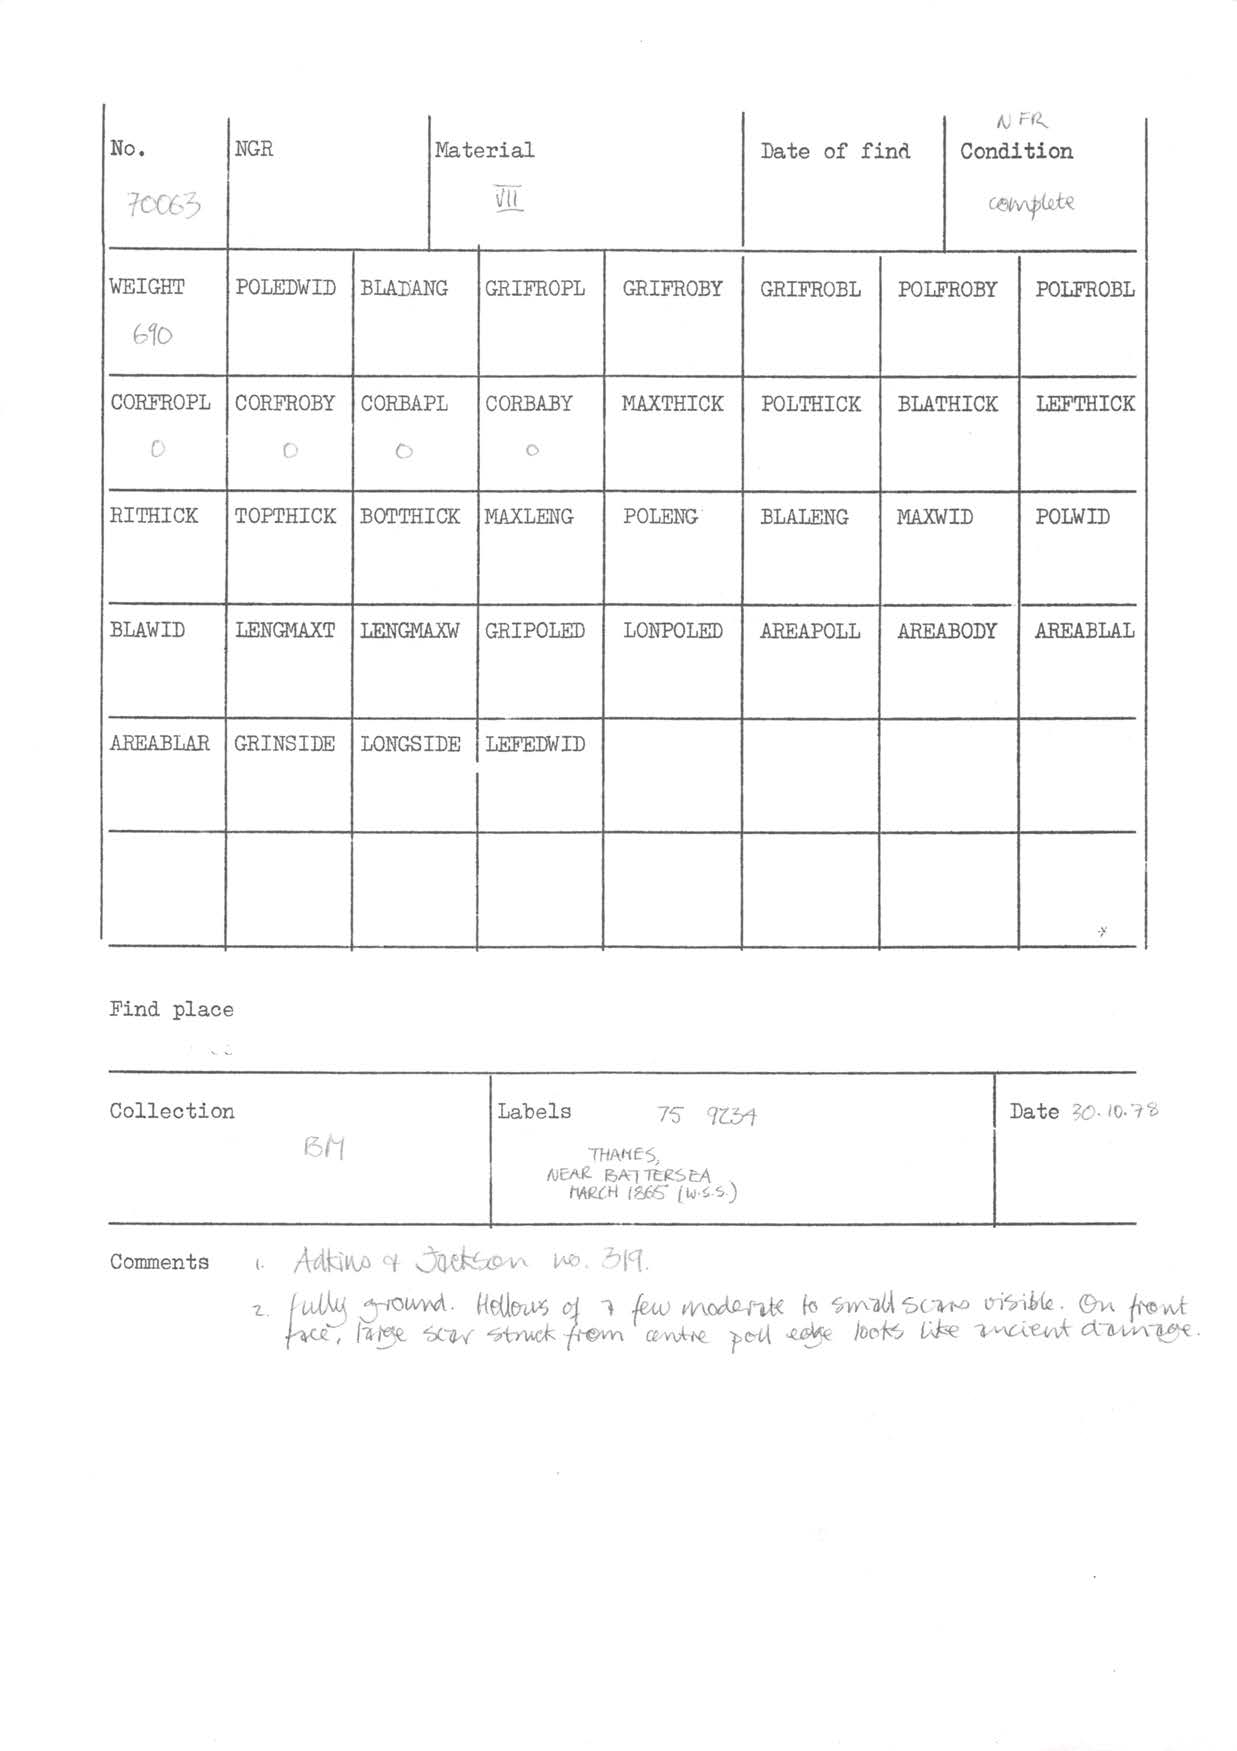 NFR
No. NGR Material Date of find Condition
70063 VII complete
WEIGHT POLEDWID BLADANG GRIFROPL GRIFROBY GRIFROBL POLFROBY POLFROBL
690
CORFROPL CORFROBY CORBAPL CORBABY MAXTHICK POLTHICK BLATHICK LEFTHICK
0 0 0 0
RITHICK TOPTHICK BOTTHICK MAXLENG POLENG BLALENG MAXWID POLWID
BLAWID LENGMAXT LENGMAXW GRIPOLED LONPOLED AREAPOLL AREABODY AREABLAL
AREABLAR GRINSIDE LONGSIDE LEFEDWID
Find place
Collection Labels 75 9234 Date 30.10.78
BM
THAMES,
NEAR BATTERSEA
MARCH 1865 (W.S.S.)
Comments 1. Adkins & Jackson no. 319.
2. fully ground. Hollows of a few moderate to small scars visible. On front
face, large scar struck from centre poll edge looks like ancient damage.